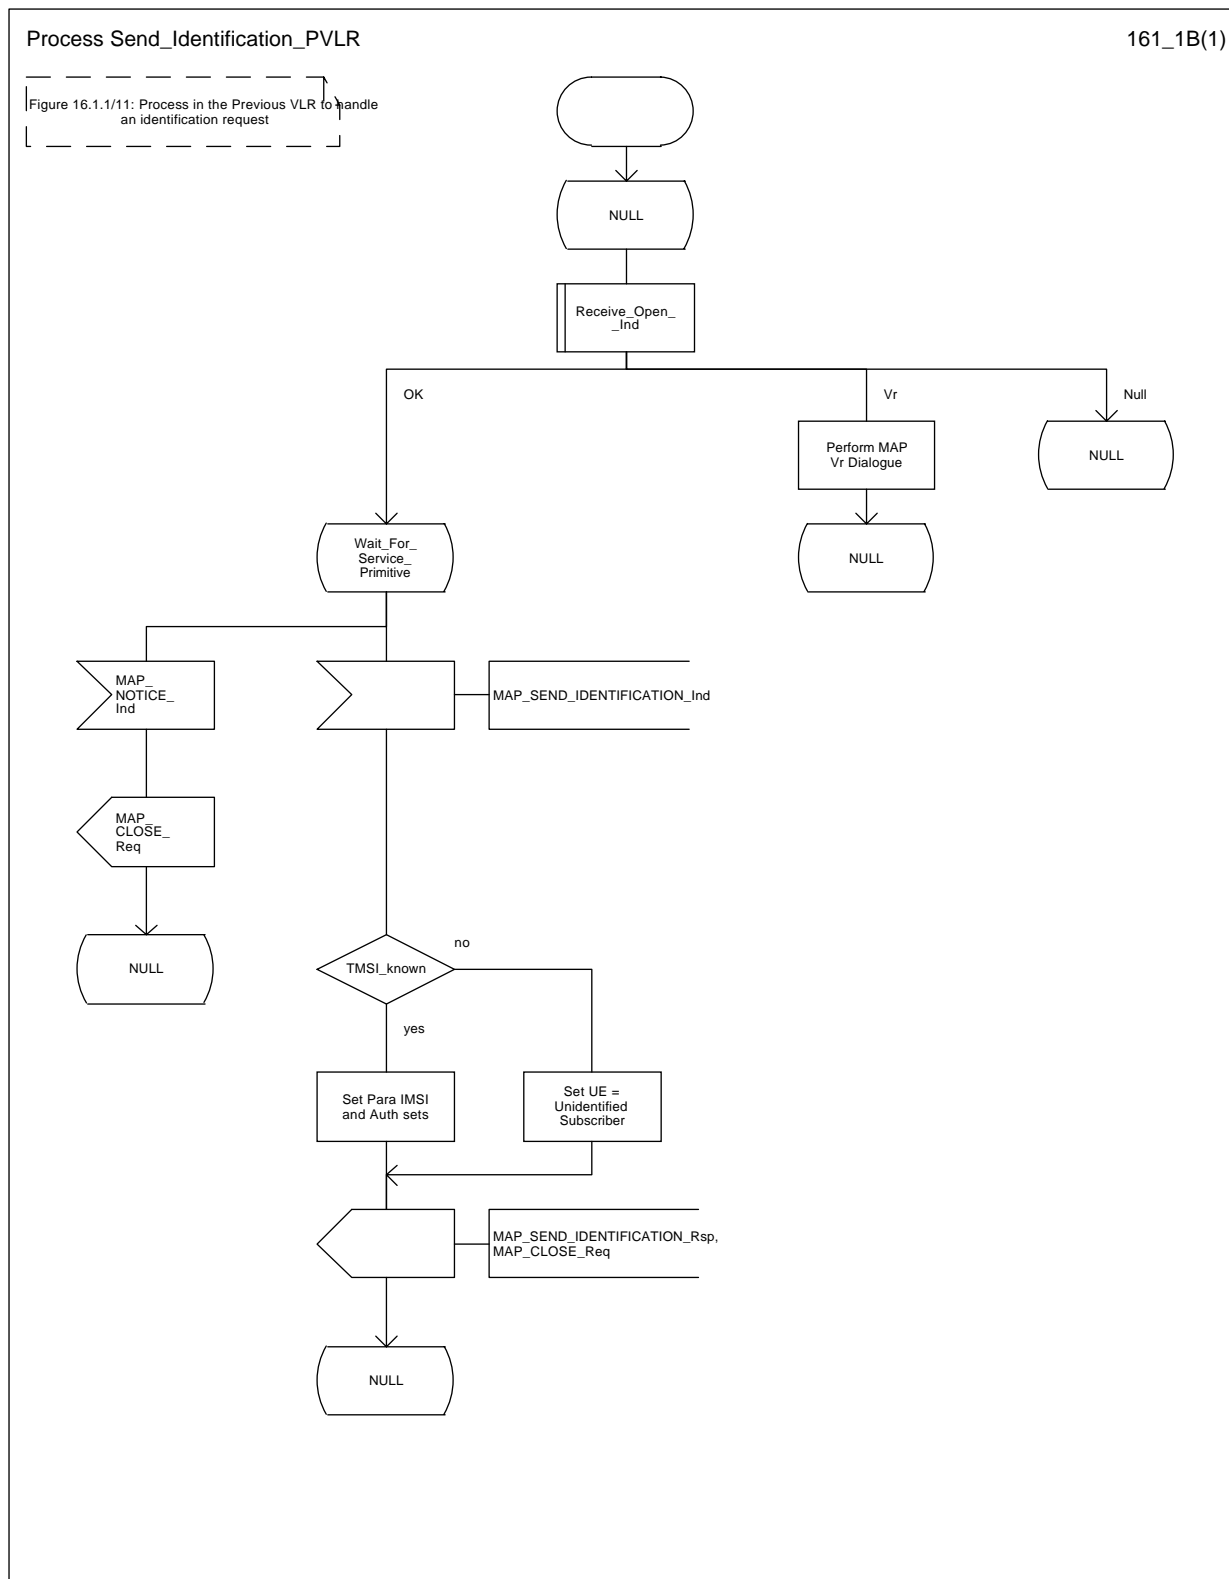 Process Send_Identification_PVLR
161_1B(1)
Figure 16.1.1/11: Process in the Previous VLR to handle
an identification request
NULL
Receive_Open_
_Ind
OK
Vr
Null
Perform MAP
Vr Dialogue
NULL
NULL
Wait_For_
Service_
Primitive
NULL
MAP_
NOTICE_
Ind
MAP_SEND_IDENTIFICATION_Ind
MAP_
CLOSE_
Req
NULL
TMSI_known
no
yes
Set Para IMSI
and Auth sets
Set UE =
Unidentified
Subscriber
MAP_SEND_IDENTIFICATION_Rsp,
MAP_CLOSE_Req
NULL